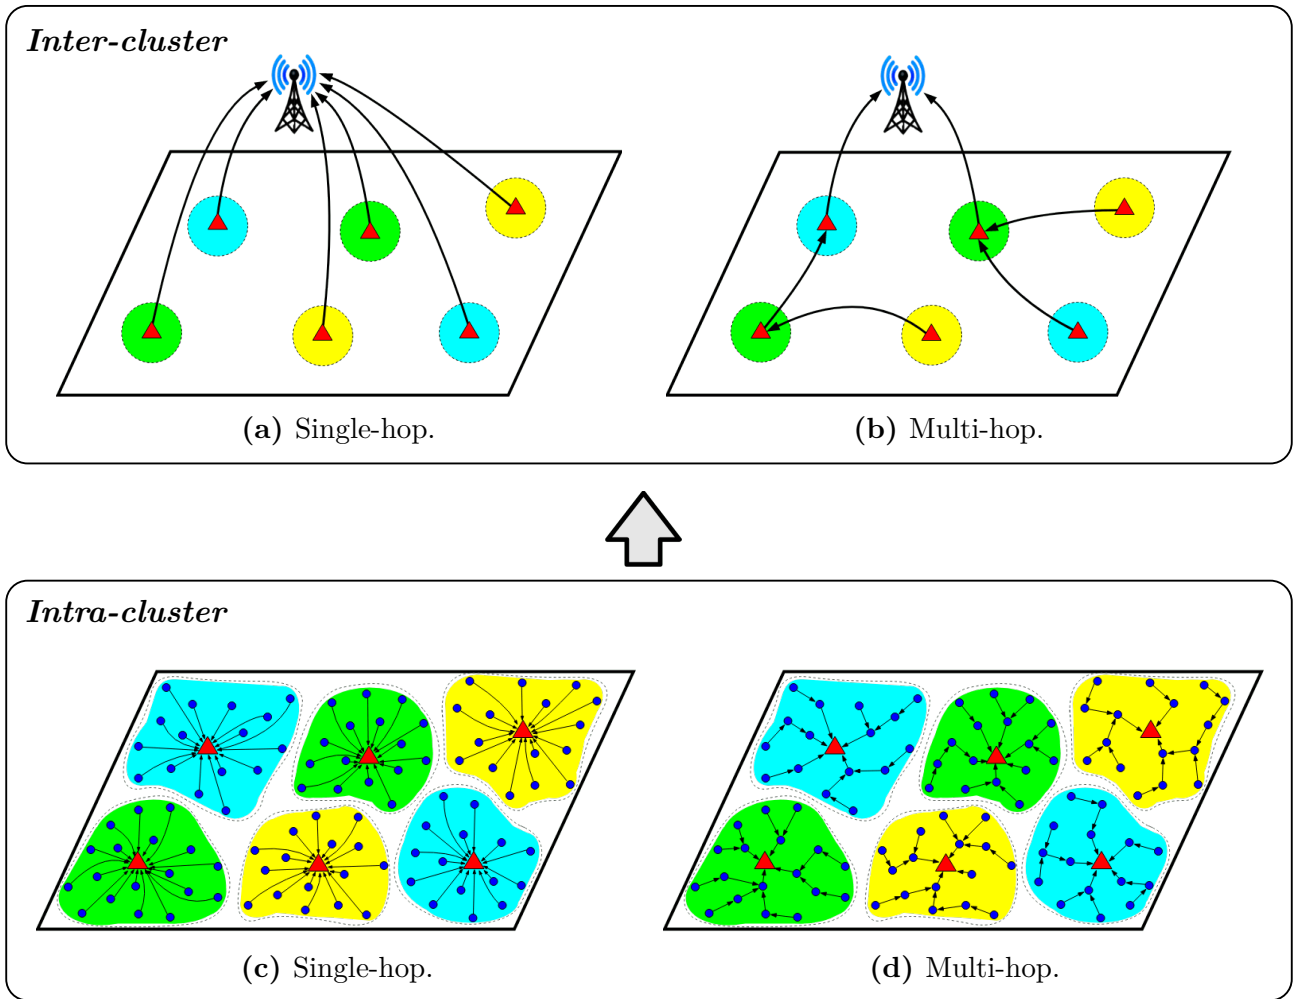 Inter-cluster
(a) Single-hop.
(b) Multi-hop.
Intra-cluster
(c) Single-hop.
(d) Multi-hop.